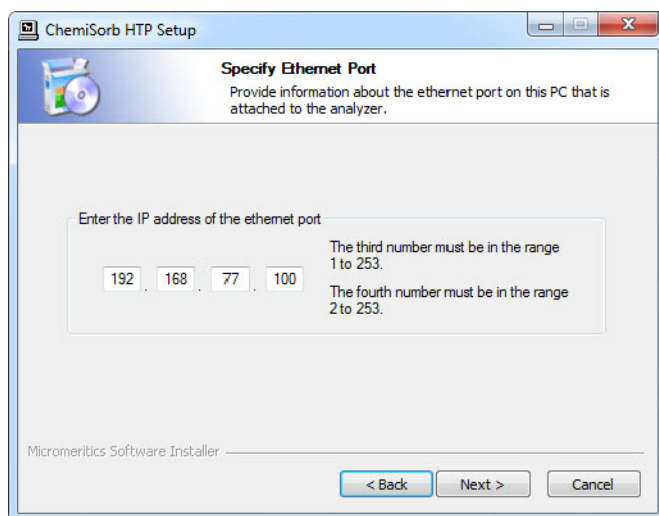 ChemiSorb HTP Setup
Specify Ethernet Port
Provide information about the ethernet port on this PC that is
attached to the analyzer.
Enter the IP address of the ethernet port
192 . 168 . 77 . 100
The third number must be in the range
1 to 253.
The fourth number must be in the range
2 to 253.
Micromeritics Software Installer
< Back Next > Cancel